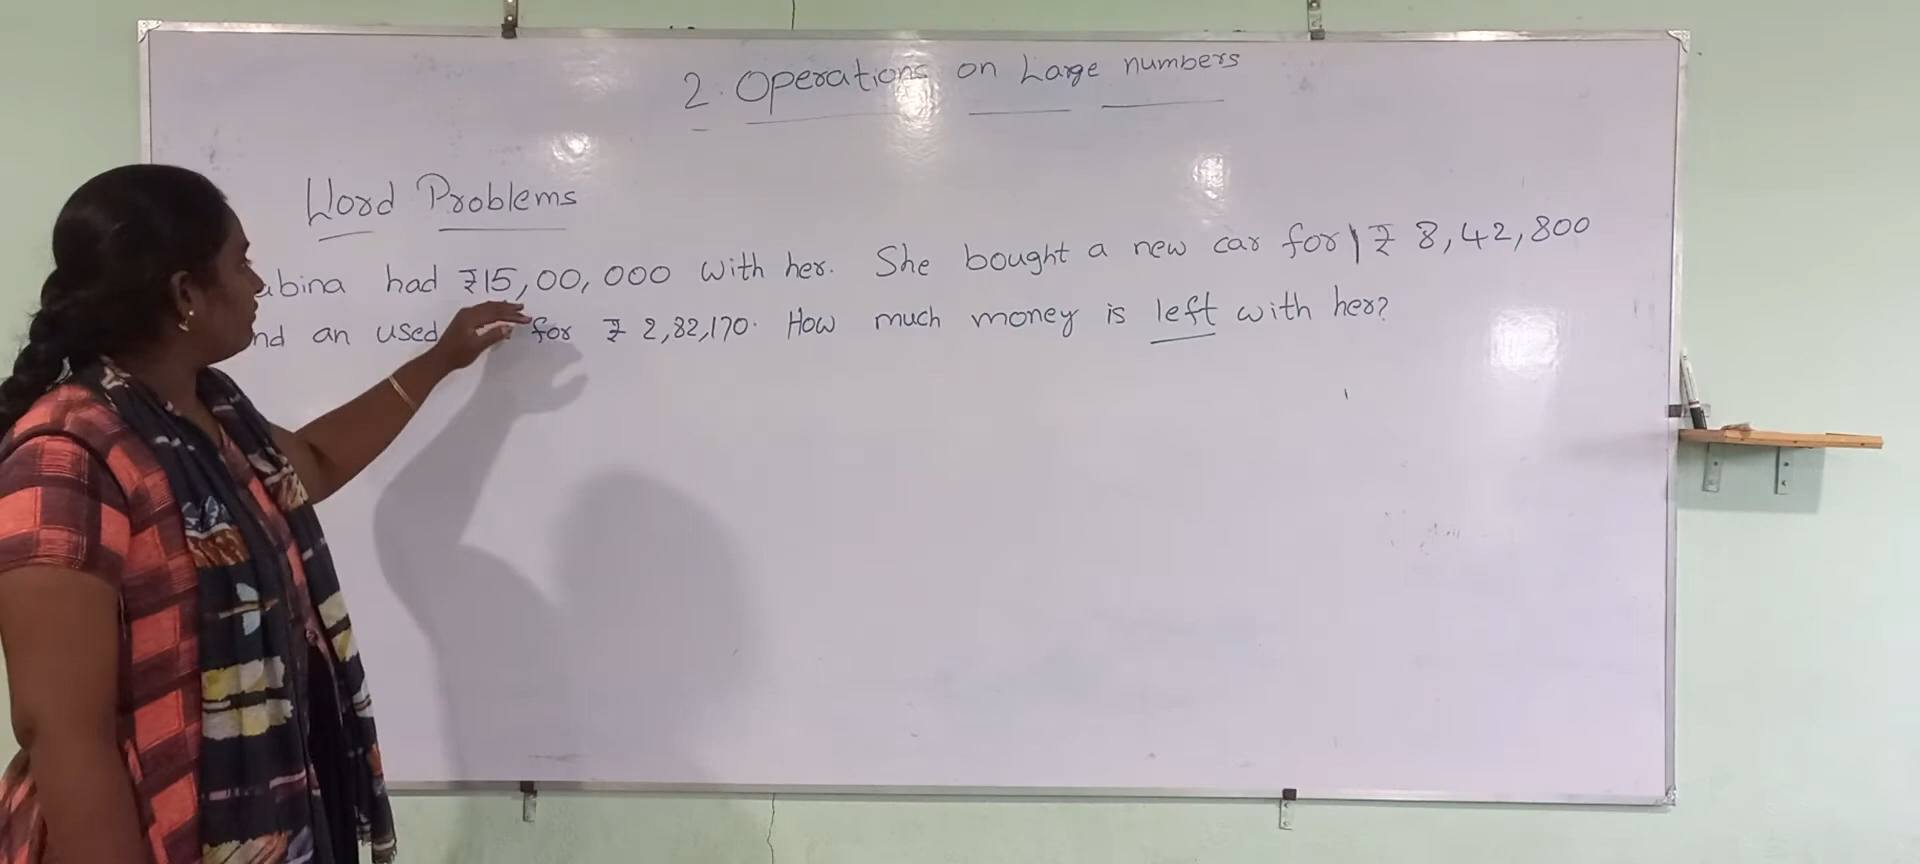 2. Operations on Large numbers
Word Problems
ubina had ₹15,00,000 with her. She bought a new car for ₹ 8,42,800
nd an used for ₹ 2,82,170. How much money is left with her?